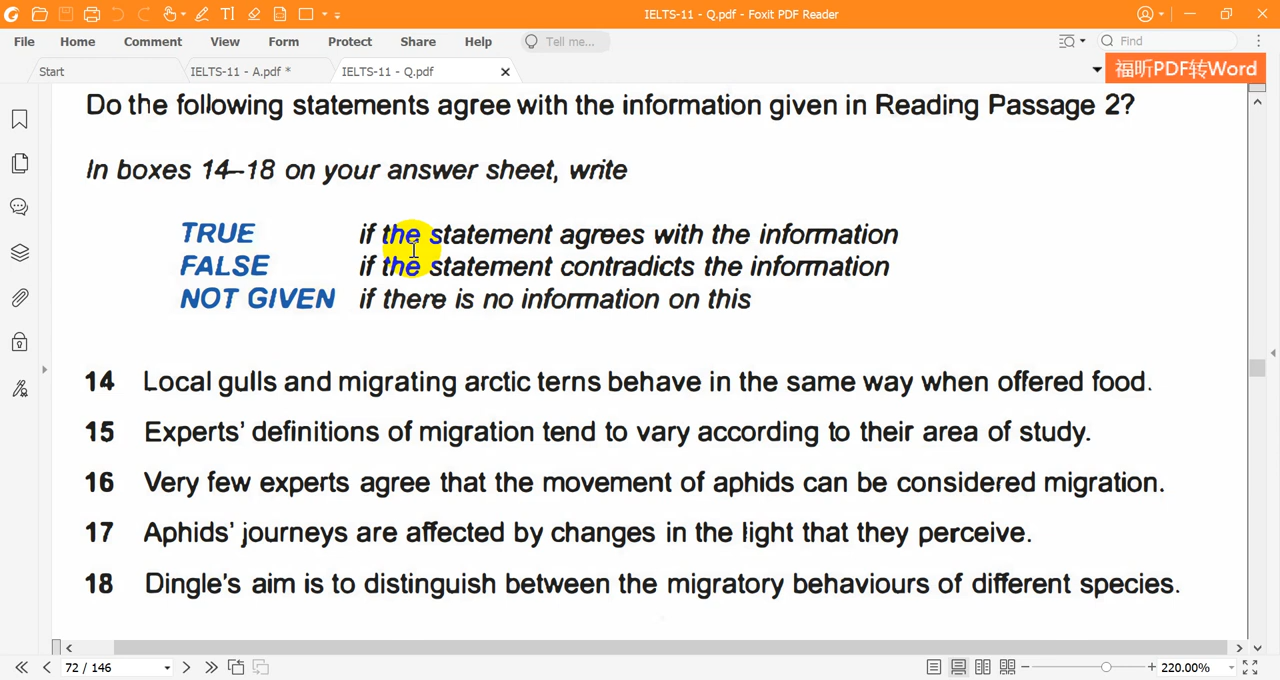 IELTS-11 - Q.pdf - Foxit PDF Reader
File Home Comment View Form Protect Share Help Tell me... Find
Start IELTS-11 - A.pdf * IELTS-11 - Q.pdf 福昕PDF转Word
Do the following statements agree with the information given in Reading Passage 2?
In boxes 14–18 on your answer sheet, write
TRUE if the statement agrees with the information
FALSE if the statement contradicts the information
NOT GIVEN if there is no information on this
14 Local gulls and migrating arctic terns behave in the same way when offered food.
15 Experts' definitions of migration tend to vary according to their area of study.
16 Very few experts agree that the movement of aphids can be considered migration.
17 Aphids' journeys are affected by changes in the light that they perceive.
18 Dingle's aim is to distinguish between the migratory behaviours of different species.
72 / 146 220.00%